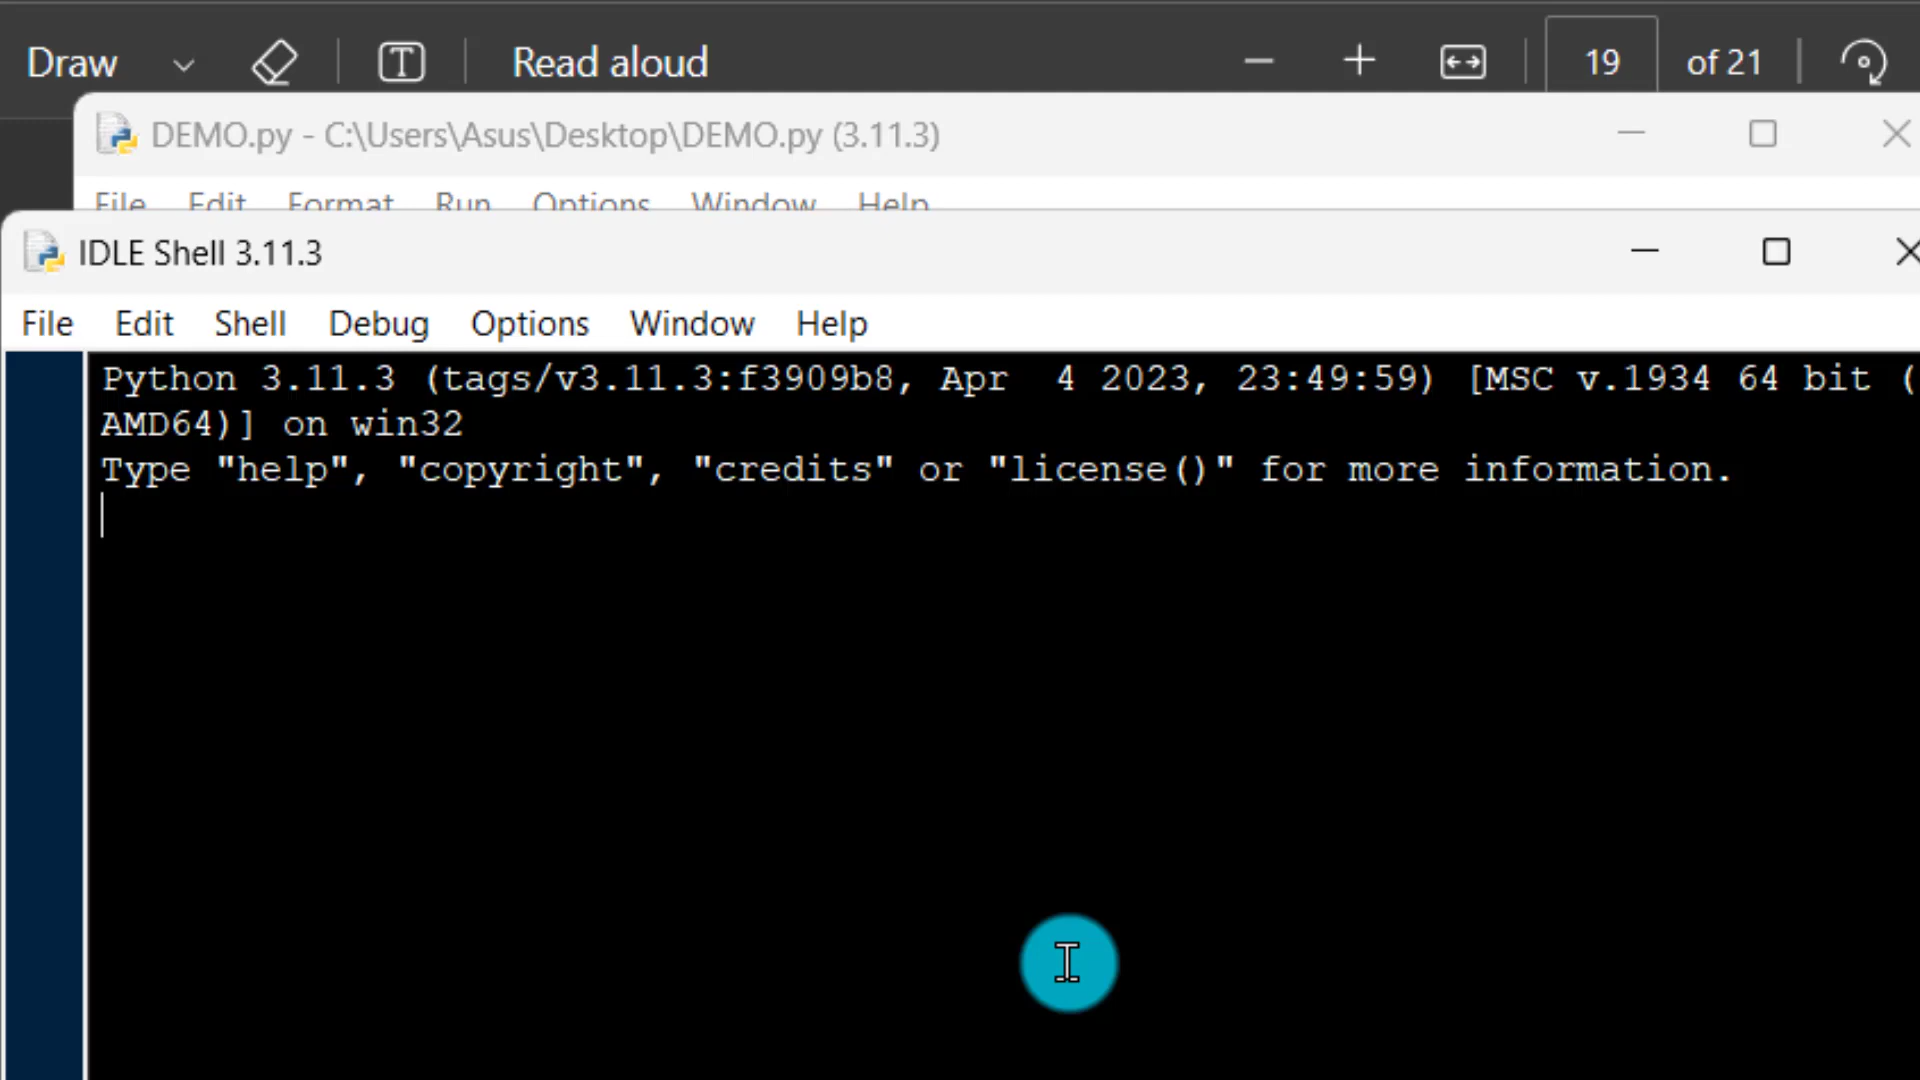 Draw Read aloud 19 of 21
DEMO.py - C:\Users\Asus\Desktop\DEMO.py (3.11.3)
File Edit Format Run Options Window Help
IDLE Shell 3.11.3
File Edit Shell Debug Options Window Help
Python 3.11.3 (tags/v3.11.3:f3909b8, Apr  4 2023, 23:49:59) [MSC v.1934 64 bit (
AMD64)] on win32
Type "help", "copyright", "credits" or "license()" for more information.